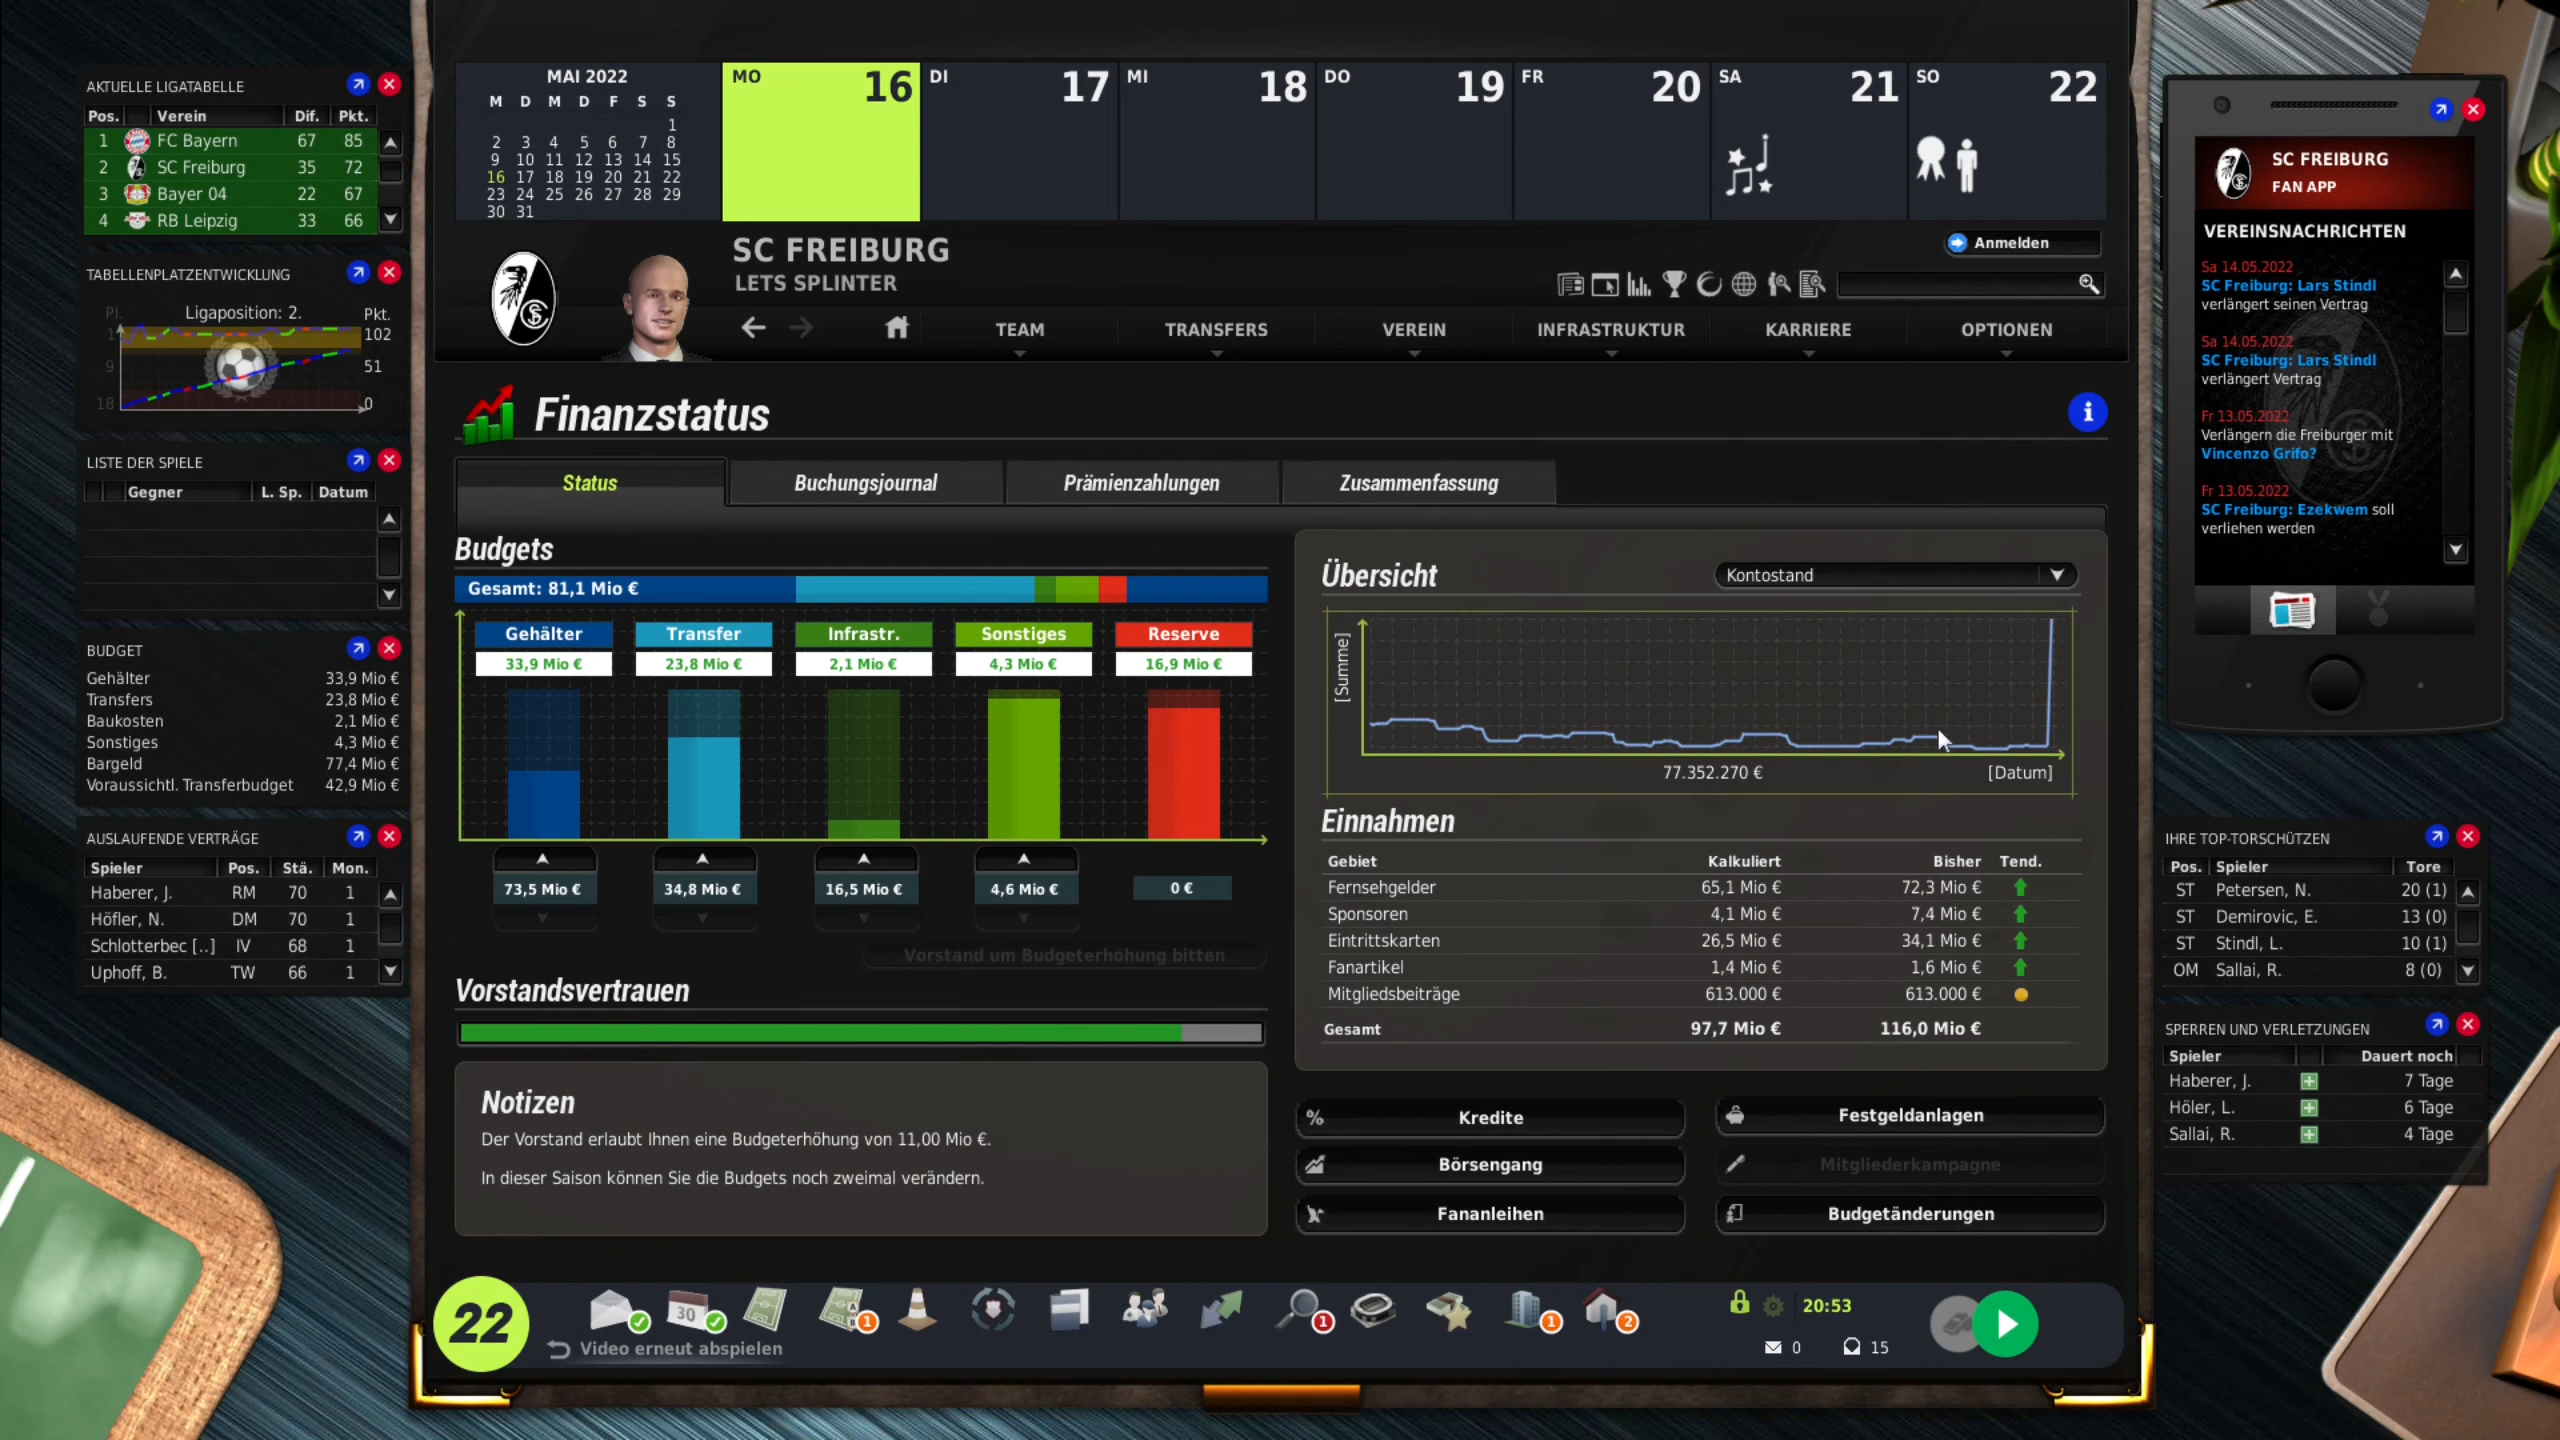 AKTUELLE LIGATABELLE
Pos. Verein Dif. Pkt.
1 FC Bayern 67 85
2 SC Freiburg 35 72
3 Bayer 04 22 67
4 RB Leipzig 33 66
TABELLENPLATZENTWICKLUNG
Pl. Ligaposition: 2. Pkt.
1 102
9 51
18 0
LISTE DER SPIELE
Gegner L. Sp. Datum
BUDGET
Gehälter 33,9 Mio €
Transfers 23,8 Mio €
Baukosten 2,1 Mio €
Sonstiges 4,3 Mio €
Bargeld 77,4 Mio €
Voraussichtl. Transferbudget 42,9 Mio €
AUSLAUFENDE VERTRÄGE
Spieler Pos. Stä. Mon.
Haberer, J. RM 70 1
Höfler, N. DM 70 1
Schlotterbec [..] IV 68 1
Uphoff, B. TW 66 1
MAI 2022
M D M D F S S
1
2 3 4 5 6 7 8
9 10 11 12 13 14 15
16 17 18 19 20 21 22
23 24 25 26 27 28 29
30 31
MO 16 DI 17 MI 18 DO 19 FR 20 SA 21 SO 22
SC FREIBURG
LETS SPLINTER
Anmelden
TEAM TRANSFERS VEREIN INFRASTRUKTUR KARRIERE OPTIONEN
Finanzstatus
Status Buchungsjournal Prämienzahlungen Zusammenfassung
Budgets
Gesamt: 81,1 Mio €
Gehälter Transfer Infrastr. Sonstiges Reserve
33,9 Mio € 23,8 Mio € 2,1 Mio € 4,3 Mio € 16,9 Mio €
73,5 Mio € 34,8 Mio € 16,5 Mio € 4,6 Mio € 0 €
Vorstand um Budgeterhöhung bitten
Vorstandsvertrauen
Notizen
Der Vorstand erlaubt Ihnen eine Budgeterhöhung von 11,00 Mio €.
In dieser Saison können Sie die Budgets noch zweimal verändern.
Übersicht
Kontostand
[Summe]
77.352.270 € [Datum]
Einnahmen
Gebiet Kalkuliert Bisher Tend.
Fernsehgelder 65,1 Mio € 72,3 Mio €
Sponsoren 4,1 Mio € 7,4 Mio €
Eintrittskarten 26,5 Mio € 34,1 Mio €
Fanartikel 1,4 Mio € 1,6 Mio €
Mitgliedsbeiträge 613.000 € 613.000 €
Gesamt 97,7 Mio € 116,0 Mio €
Kredite Festgeldanlagen
Börsengang Mitgliederkampagne
Fananleihen Budgetänderungen
22
30
1
1
1
2
Video erneut abspielen
20:53
0 15
SC FREIBURG
FAN APP
VEREINSNACHRICHTEN
Sa 14.05.2022
SC Freiburg: Lars Stindl
verlängert seinen Vertrag
Sa 14.05.2022
SC Freiburg: Lars Stindl
verlängert Vertrag
Fr 13.05.2022
Verlängern die Freiburger mit
Vincenzo Grifo?
Fr 13.05.2022
SC Freiburg: Ezekwem soll
verliehen werden
IHRE TOP-TORSCHÜTZEN
Pos. Spieler Tore
ST Petersen, N. 20 (1)
ST Demirovic, E. 13 (0)
ST Stindl, L. 10 (1)
OM Sallai, R. 8 (0)
SPERREN UND VERLETZUNGEN
Spieler Dauert noch
Haberer, J. 7 Tage
Höler, L. 6 Tage
Sallai, R. 4 Tage